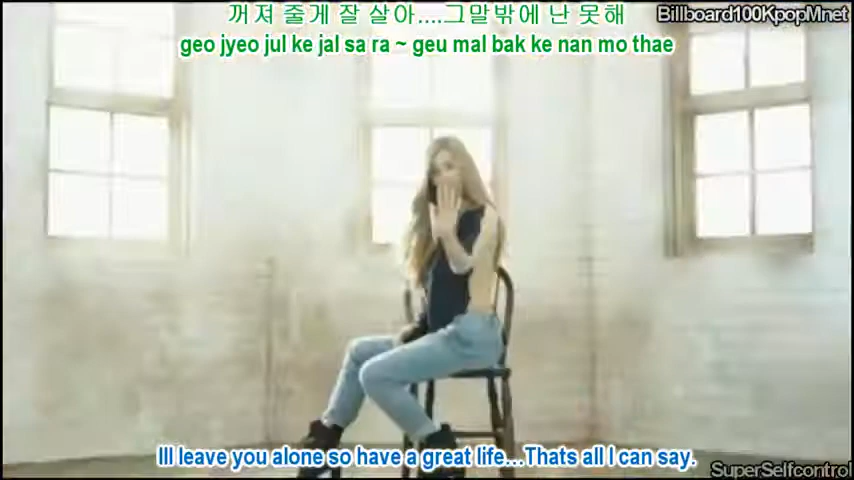 꺼져 줄게 잘 살아....그말밖에 난 못해
Billboard100KpopMnet
geo jyeo jul ke jal sa ra ~ geu mal bak ke nan mo thae
Ill leave you alone so have a great life...Thats all I can say.
SuperSelfcontrol